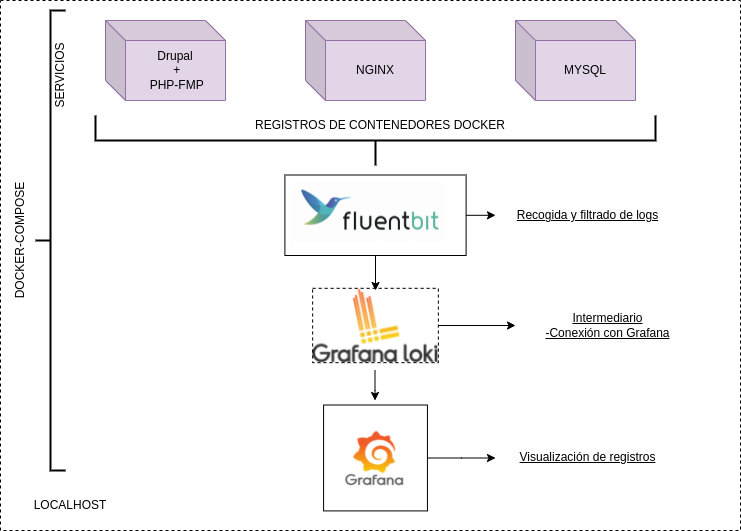 SERVICIOS
Drupal
+
PHP-FMP
NGINX
MYSQL
REGISTROS DE CONTENEDORES DOCKER
DOCKER-COMPOSE
fluentbit
Recogida y filtrado de logs
Grafana loki
Intermediario
-Conexión con Grafana
Grafana
Visualización de registros
LOCALHOST